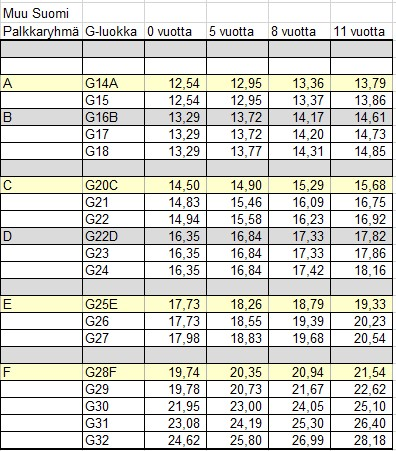 Muu Suomi
Palkkaryhmä G-luokka 0 vuotta 5 vuotta 8 vuotta 11 vuotta
A G14A 12,54 12,95 13,36 13,79
G15 12,54 12,95 13,37 13,86
B G16B 13,29 13,72 14,17 14,61
G17 13,29 13,72 14,20 14,73
G18 13,29 13,77 14,31 14,85
C G20C 14,50 14,90 15,29 15,68
G21 14,83 15,46 16,09 16,75
G22 14,94 15,58 16,23 16,92
D G22D 16,35 16,84 17,33 17,82
G23 16,35 16,84 17,33 17,86
G24 16,35 16,84 17,42 18,16
E G25E 17,73 18,26 18,79 19,33
G26 17,73 18,55 19,39 20,23
G27 17,98 18,83 19,68 20,54
F G28F 19,74 20,35 20,94 21,54
G29 19,78 20,73 21,67 22,62
G30 21,95 23,00 24,05 25,10
G31 23,08 24,19 25,30 26,40
G32 24,62 25,80 26,99 28,18